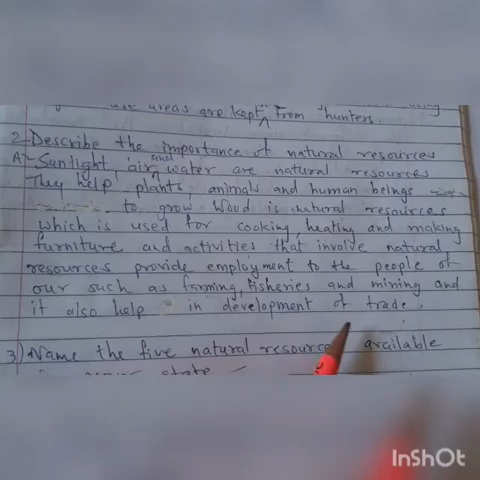 use areas are kept from hunters.
2 Describe the importance of natural resources
A- Sunlight, air and water are natural resources
They help plants animals and human beings
to grow Wood is natural resources
which is used for cooking, heating and making
furniture and activities that involve natural
resources provide employment to the people of
our such as farming, fisheries and mining and
it also help in development of trade.
3) Name the five natural resources available
state
InShOt